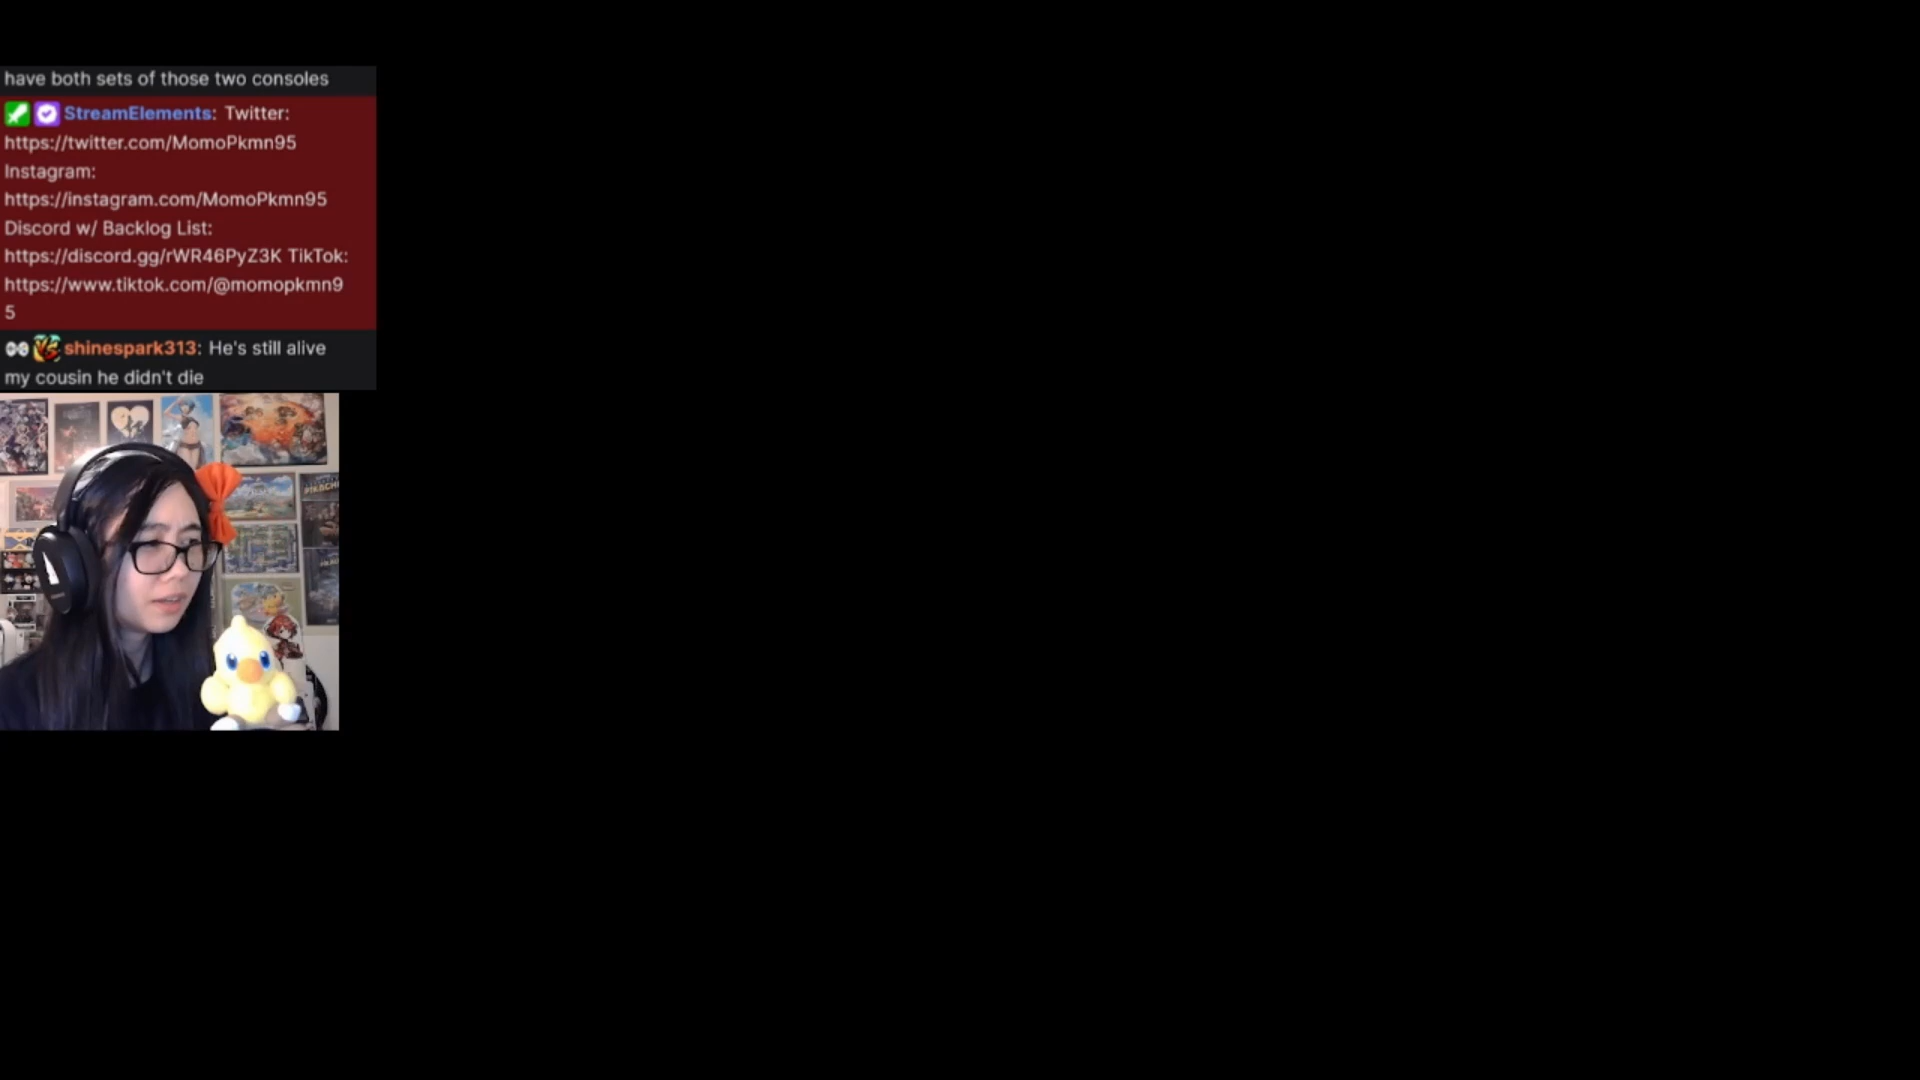 have both sets of those two consoles
StreamElements: Twitter:
https://twitter.com/MomoPkmn95
Instagram:
https://instagram.com/MomoPkmn95
Discord w/ Backlog List:
https://discord.gg/rWR46PyZ3K TikTok:
https://www.tiktok.com/@momopkmn9
5
shinespark313: He's still alive
my cousin he didn't die